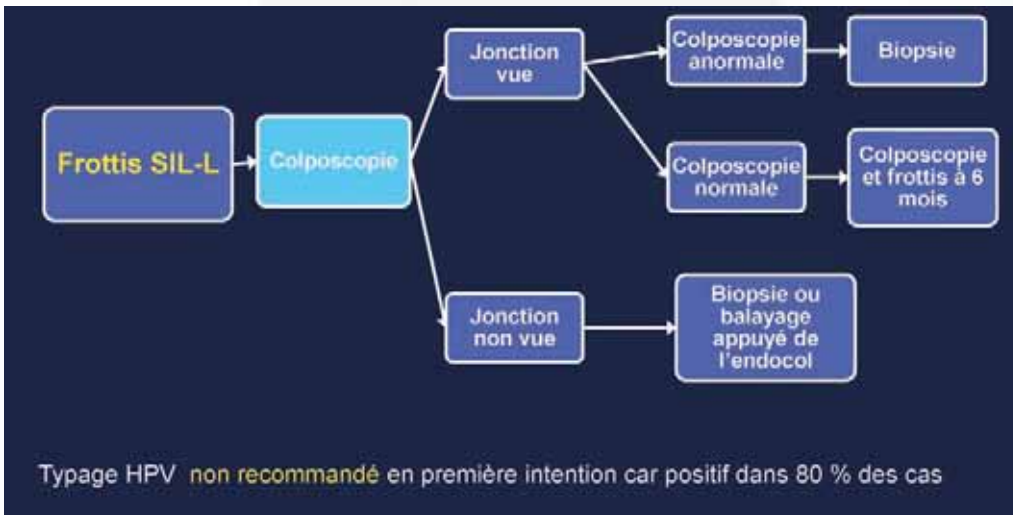 Frottis SIL-L
Colposcopie
Jonction
vue
Colposcopie
anormale
Biopsie
Colposcopie
normale
Colposcopie
et frottis à 6
mois
Jonction
non vue
Biopsie ou
balayage
appuyé de
l'endocol
Typage HPV non recommandé en première intention car positif dans 80 % des cas